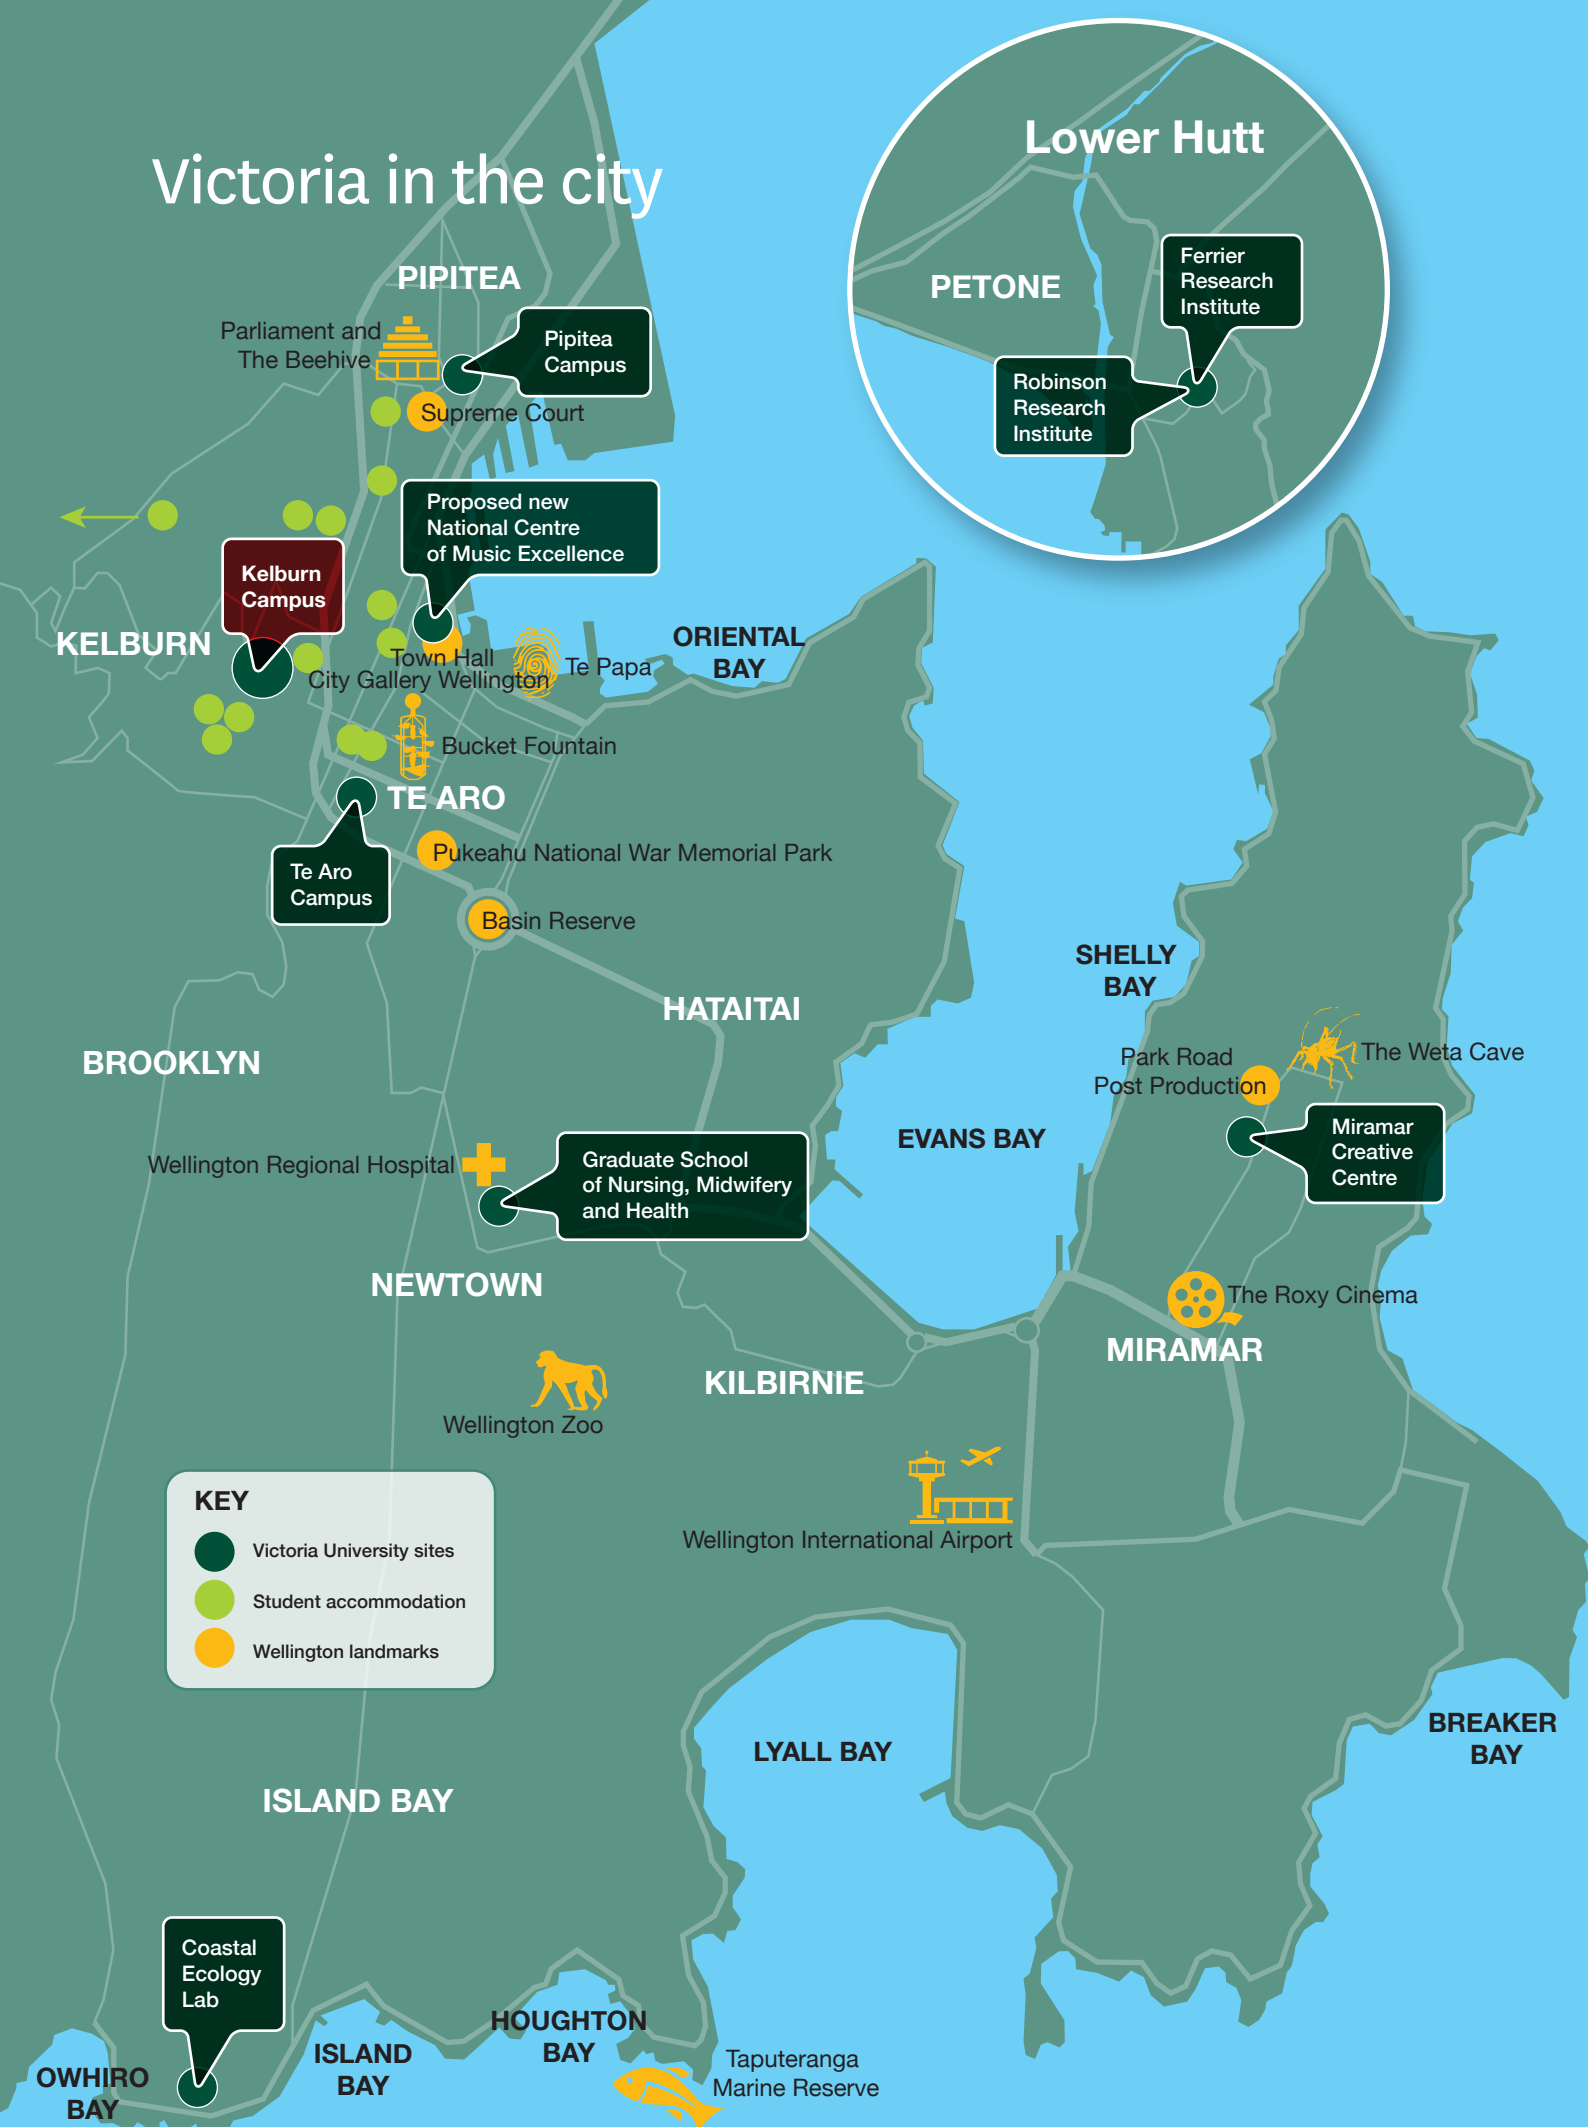 Victoria in the city
Lower Hutt
PETONE
Ferrier
Research
Institute
Robinson
Research
Institute
PIPITEA
Parliament and
The Beehive
Pipitea
Campus
Supreme Court
Proposed new
National Centre
of Music Excellence
Kelburn
Campus
KELBURN
Town Hall
City Gallery Wellington
Te Papa
ORIENTAL
BAY
Bucket Fountain
TE ARO
Te Aro
Campus
Pukeahu National War Memorial Park
Basin Reserve
HATAITAI
SHELLY
BAY
BROOKLYN
Park Road
Post Production
The Weta Cave
EVANS BAY
Miramar
Creative
Centre
Wellington Regional Hospital
Graduate School
of Nursing, Midwifery
and Health
NEWTOWN
The Roxy Cinema
MIRAMAR
KILBIRNIE
Wellington Zoo
Wellington International Airport
KEY
Victoria University sites
Student accommodation
Wellington landmarks
BREAKER
BAY
LYALL BAY
ISLAND BAY
Coastal
Ecology
Lab
HOUGHTON
BAY
ISLAND
BAY
OWHIRO
BAY
Taputeranga
Marine Reserve